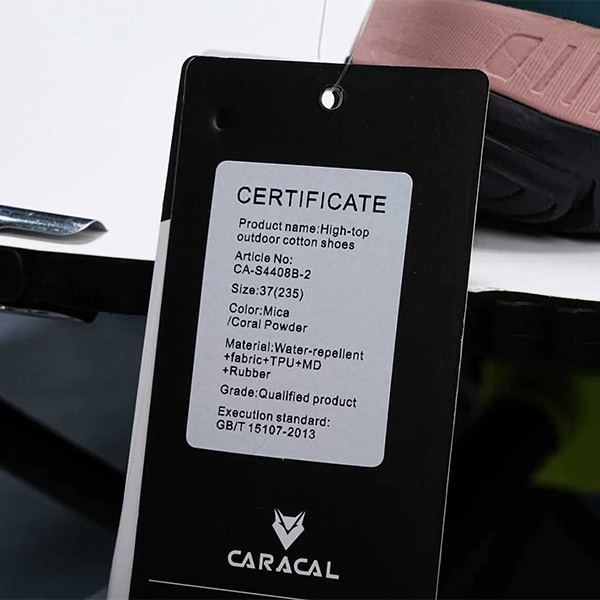 CERTIFICATE
Product name:High-top
outdoor cotton shoes
Article No:
CA-S4408B-2
Size:37(235)
Color:Mica
/Coral Powder
Material:Water-repellent
+fabric+TPU+MD
+Rubber
Grade:Qualified product
Execution standard:
GB/T 15107-2013
CARACAL